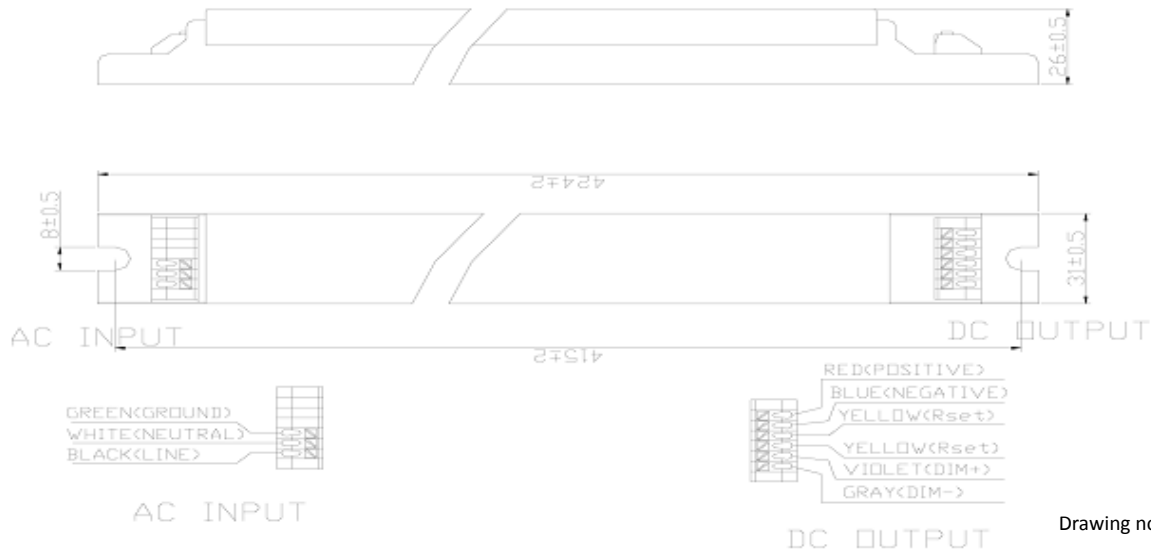 26±0.5
424±2
8±0.5
31±0.5
AC INPUT
DC OUTPUT
415±2
RED(POSITIVE)
BLUE(NEGATIVE)
GREEN(GROUND)
YELLOW(Rset)
WHITE(NEUTRAL)
YELLOW(Rset)
BLACK(LINE)
VIOLET(DIM+)
GRAY(DIM-)
AC INPUT
DC OUTPUT
Drawing no